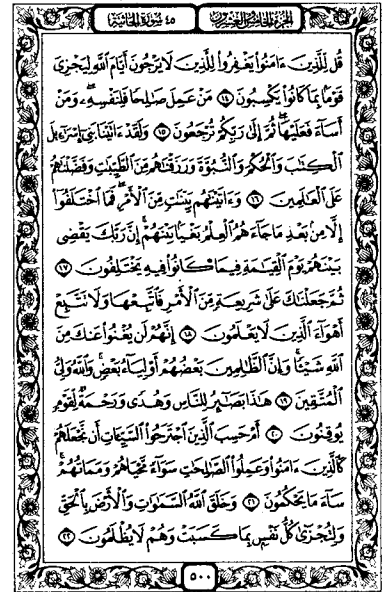 الجزء الخامس والعشرون
٤٥ سورة الجاثية
قُل لِّلَّذِينَ ءَامَنُوا۟ يَغْفِرُوا۟ لِلَّذِينَ لَا يَرْجُونَ أَيَّامَ ٱللَّهِ لِيَجْزِىَ
قَوْمًۢا بِمَا كَانُوا۟ يَكْسِبُونَ ١٤ مَنْ عَمِلَ صَٰلِحًا فَلِنَفْسِهِۦ ۖ وَمَنْ
أَسَآءَ فَعَلَيْهَا ۖ ثُمَّ إِلَىٰ رَبِّكُمْ تُرْجَعُونَ ١٥ وَلَقَدْ ءَاتَيْنَا بَنِىٓ إِسْرَٰٓءِيلَ
ٱلْكِتَٰبَ وَٱلْحُكْمَ وَٱلنُّبُوَّةَ وَرَزَقْنَٰهُم مِّنَ ٱلطَّيِّبَٰتِ وَفَضَّلْنَٰهُمْ
عَلَى ٱلْعَٰلَمِينَ ١٦ وَءَاتَيْنَٰهُم بَيِّنَٰتٍ مِّنَ ٱلْأَمْرِ ۖ فَمَا ٱخْتَلَفُوٓا۟
إِلَّا مِنۢ بَعْدِ مَا جَآءَهُمُ ٱلْعِلْمُ بَغْيًۢا بَيْنَهُمْ ۚ إِنَّ رَبَّكَ يَقْضِى
بَيْنَهُمْ يَوْمَ ٱلْقِيَٰمَةِ فِيمَا كَانُوا۟ فِيهِ يَخْتَلِفُونَ ١٧
ثُمَّ جَعَلْنَٰكَ عَلَىٰ شَرِيعَةٍ مِّنَ ٱلْأَمْرِ فَٱتَّبِعْهَا وَلَا تَتَّبِعْ
أَهْوَآءَ ٱلَّذِينَ لَا يَعْلَمُونَ ١٨ إِنَّهُمْ لَن يُغْنُوا۟ عَنكَ مِنَ
ٱللَّهِ شَيْـًٔا ۚ وَإِنَّ ٱلظَّٰلِمِينَ بَعْضُهُمْ أَوْلِيَآءُ بَعْضٍ ۖ وَٱللَّهُ وَلِىُّ
ٱلْمُتَّقِينَ ١٩ هَٰذَا بَصَٰٓئِرُ لِلنَّاسِ وَهُدًى وَرَحْمَةٌ لِّقَوْمٍ
يُوقِنُونَ ٢٠ أَمْ حَسِبَ ٱلَّذِينَ ٱجْتَرَحُوا۟ ٱلسَّيِّـَٔاتِ أَن نَّجْعَلَهُمْ
كَٱلَّذِينَ ءَامَنُوا۟ وَعَمِلُوا۟ ٱلصَّٰلِحَٰتِ سَوَآءً مَّحْيَاهُمْ وَمَمَاتُهُمْ ۚ
سَآءَ مَا يَحْكُمُونَ ٢١ وَخَلَقَ ٱللَّهُ ٱلسَّمَٰوَٰتِ وَٱلْأَرْضَ بِٱلْحَقِّ
وَلِتُجْزَىٰ كُلُّ نَفْسٍۭ بِمَا كَسَبَتْ وَهُمْ لَا يُظْلَمُونَ ٢٢
٥٠٠